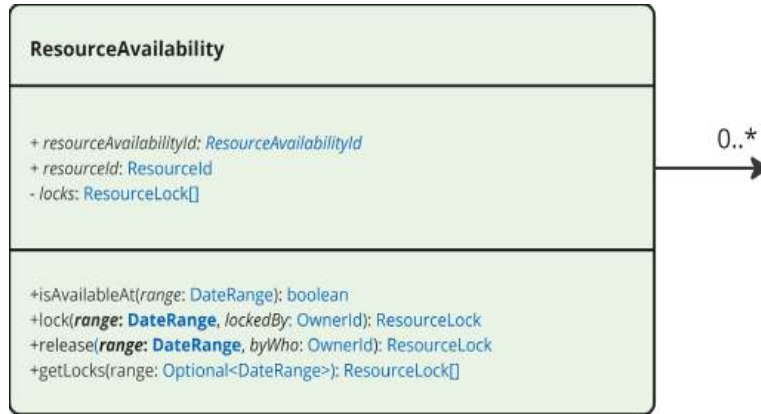 ResourceAvailability
+ resourceAvailabilityId: ResourceAvailabilityId
+ resourceId: ResourceId
- locks: ResourceLock[]
0..*
+isAvailableAt(range: DateRange): boolean
+lock(range: DateRange, lockedBy: OwnerId): ResourceLock
+release(range: DateRange, byWho: OwnerId): ResourceLock
+getLocks(range: Optional<DateRange>): ResourceLock[]